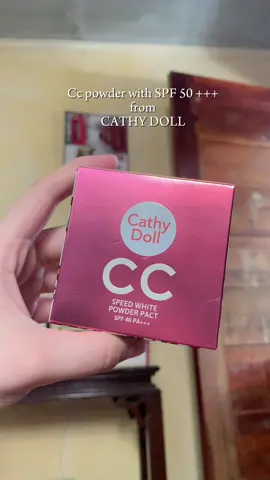 Cc powder with SPF 50 +++
from
CATHY DOLL
Cathy
Doll
CC
SPEED WHITE
POWDER PACT
SPF 40 PA+++